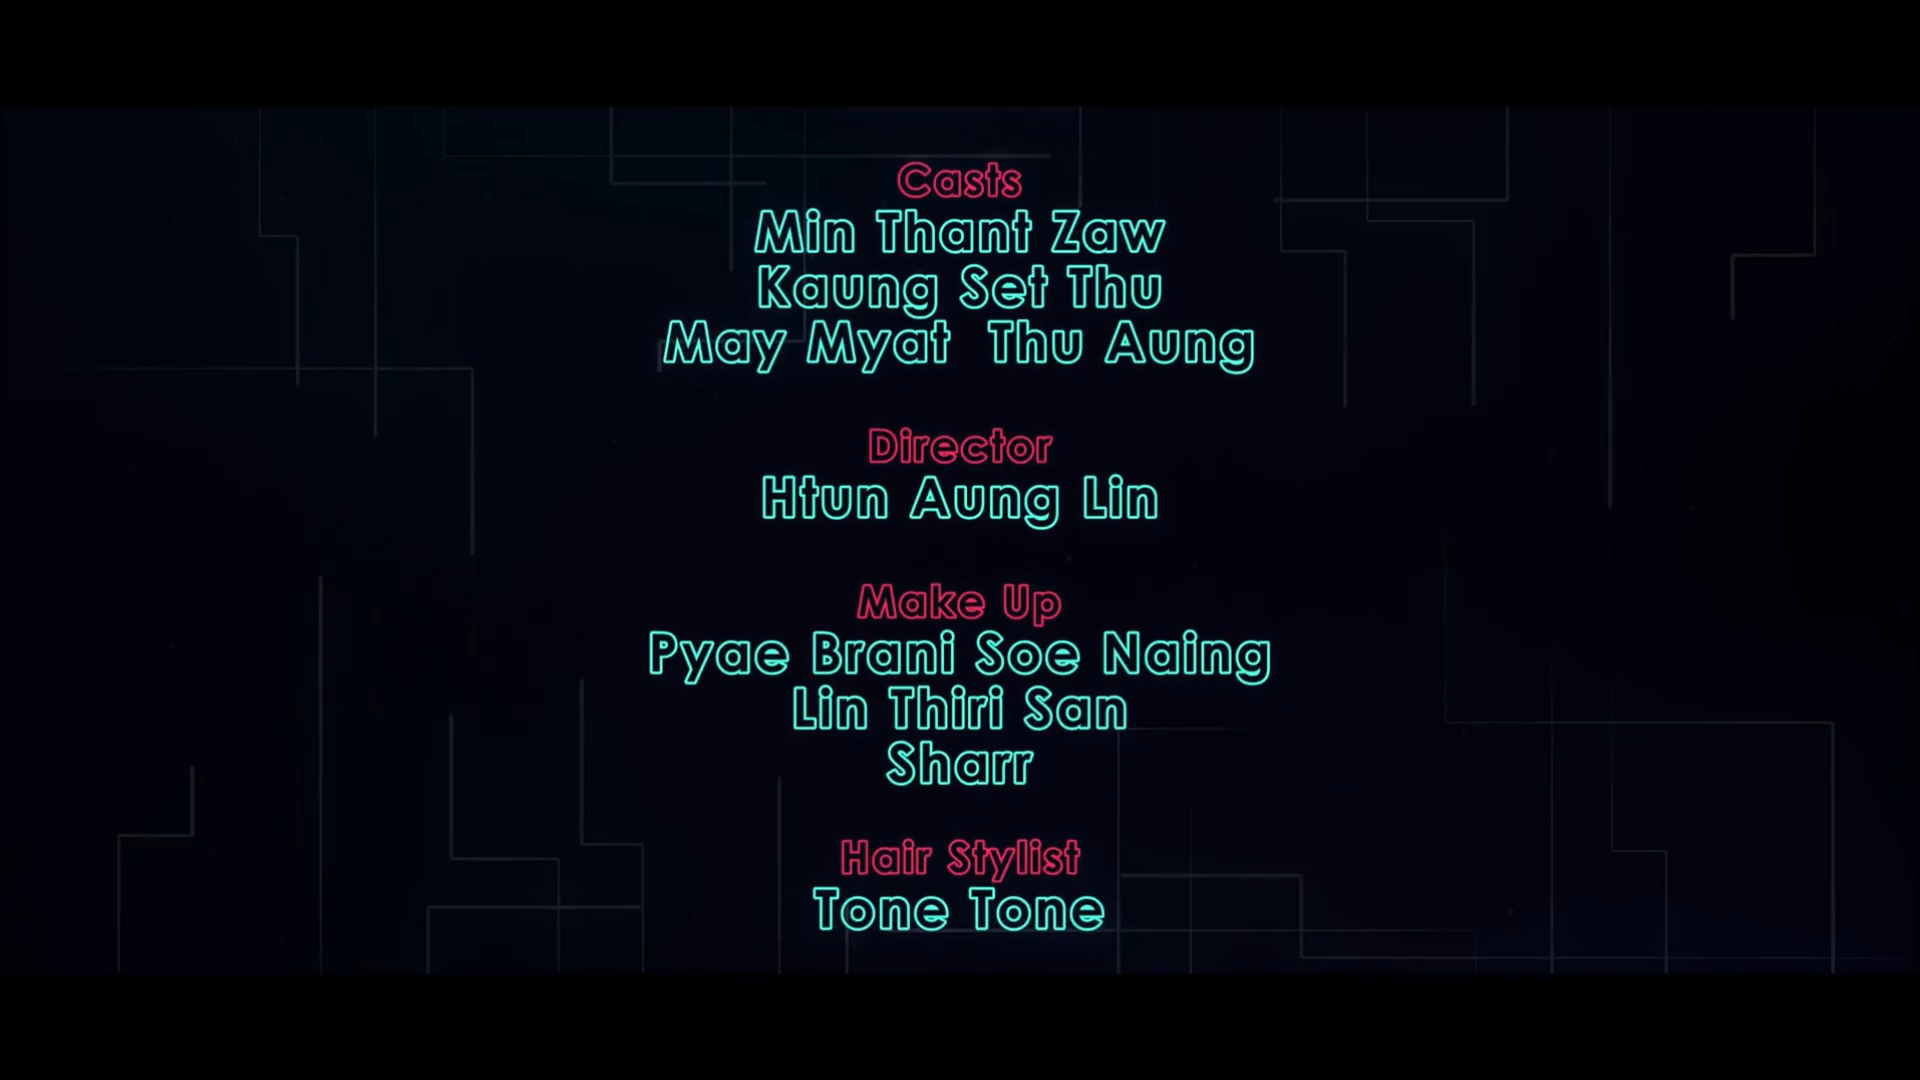 Casts
Min Thant Zaw
Kaung Set Thu
May Myat  Thu Aung
Director
Htun Aung Lin
Make Up
Pyae Brani Soe Naing
Lin Thiri San
Sharr
Hair Stylist
Tone Tone